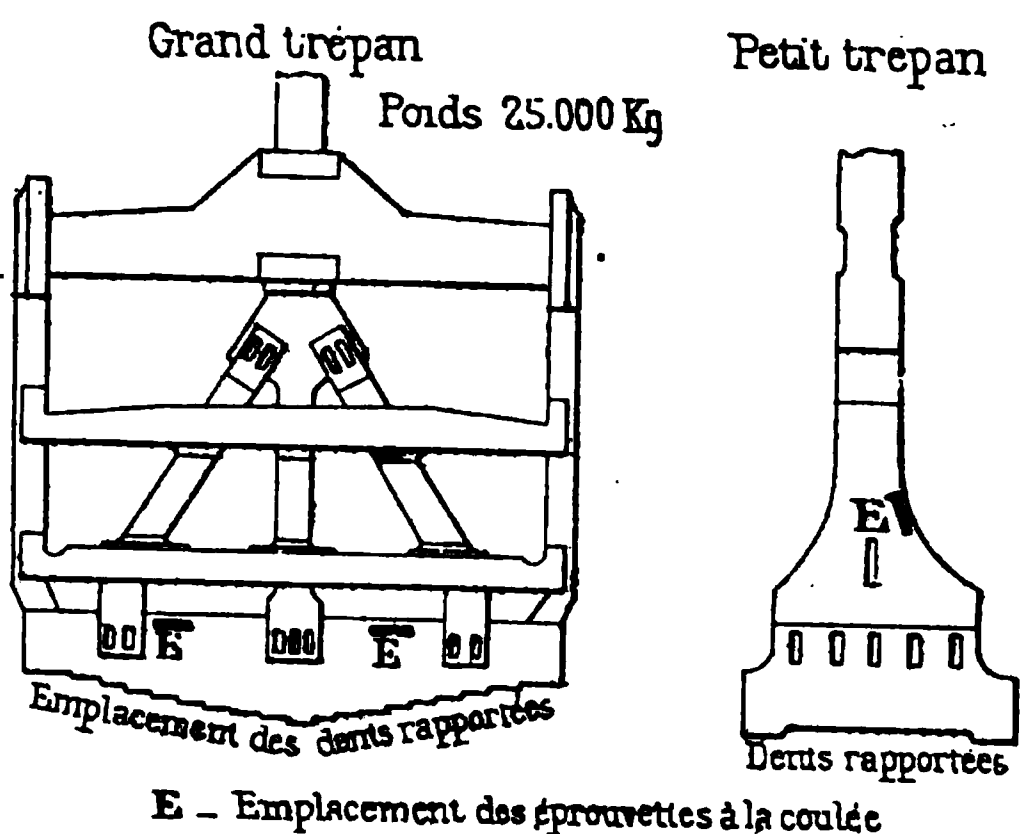 Grand trépan
Petit trepan
Poids 25.000 Kg
E
E
E
Emplacement des dents rapportées
Dents rapportées
E _ Emplacement des éprouvettes à la coulée